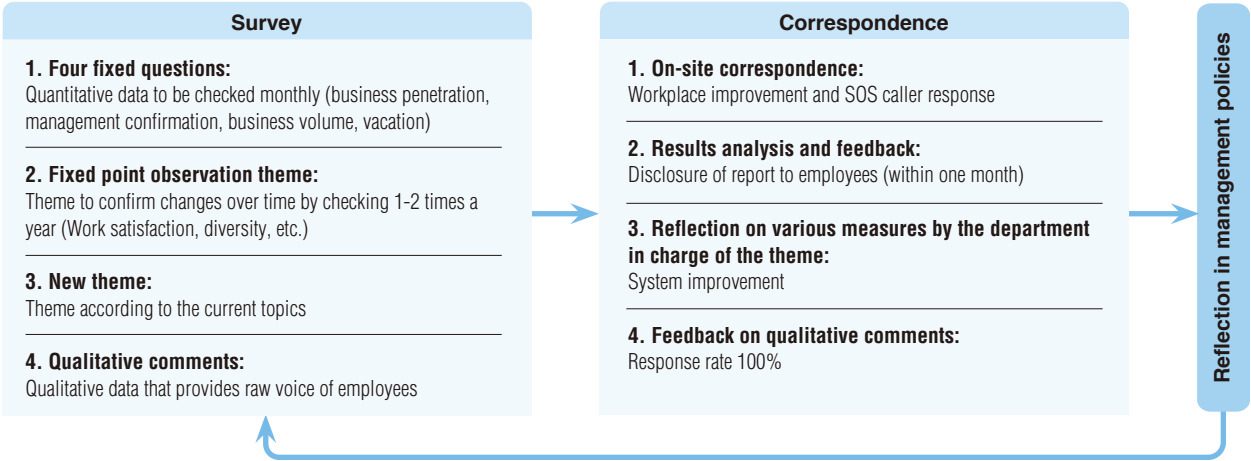 Survey
1. Four fixed questions:
Quantitative data to be checked monthly (business penetration,
management confirmation, business volume, vacation)
2. Fixed point observation theme:
Theme to confirm changes over time by checking 1-2 times a
year (Work satisfaction, diversity, etc.)
3. New theme:
Theme according to the current topics
4. Qualitative comments:
Qualitative data that provides raw voice of employees
Correspondence
1. On-site correspondence:
Workplace improvement and SOS caller response
2. Results analysis and feedback:
Disclosure of report to employees (within one month)
3. Reflection on various measures by the department
in charge of the theme:
System improvement
4. Feedback on qualitative comments:
Response rate 100%
Reflection in management policies